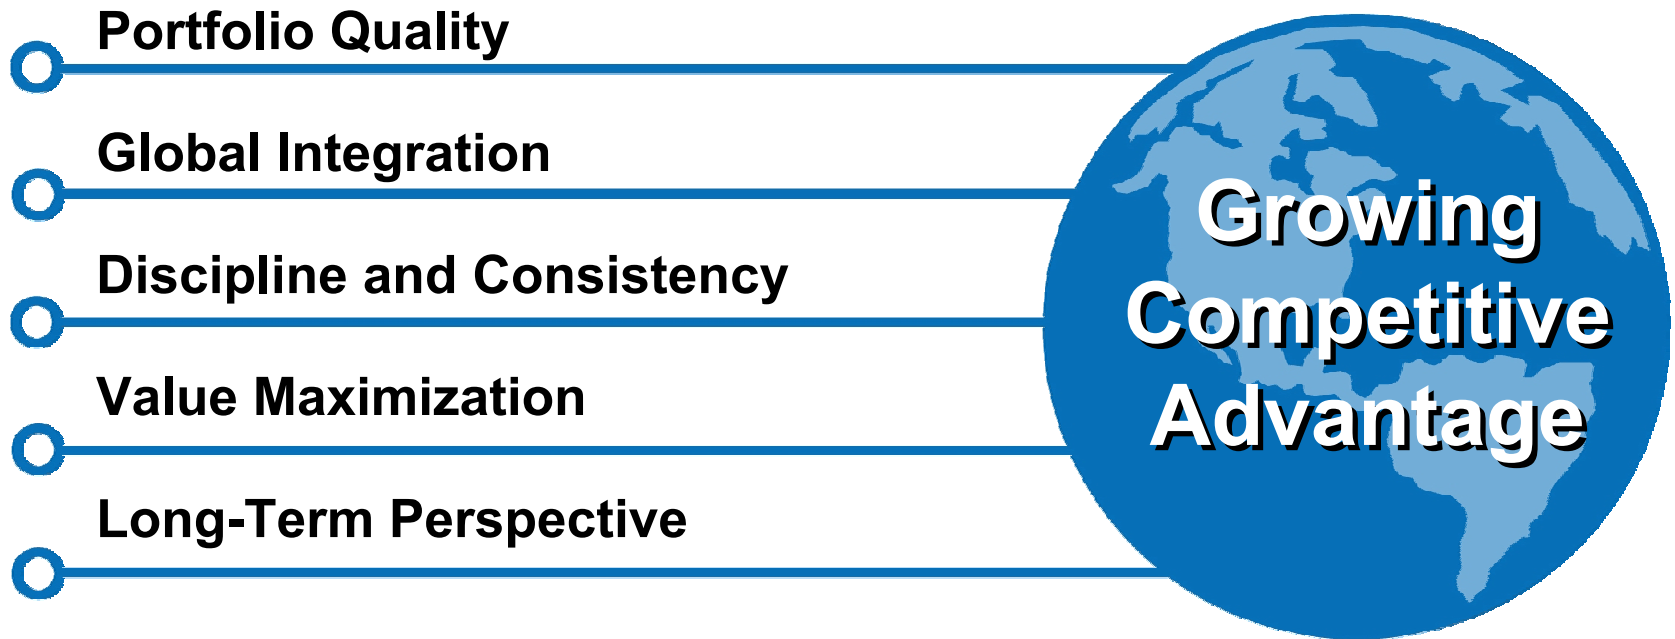 Portfolio Quality
Global Integration
Discipline and Consistency
Value Maximization
Long-Term Perspective
Growing
Competitive
Advantage